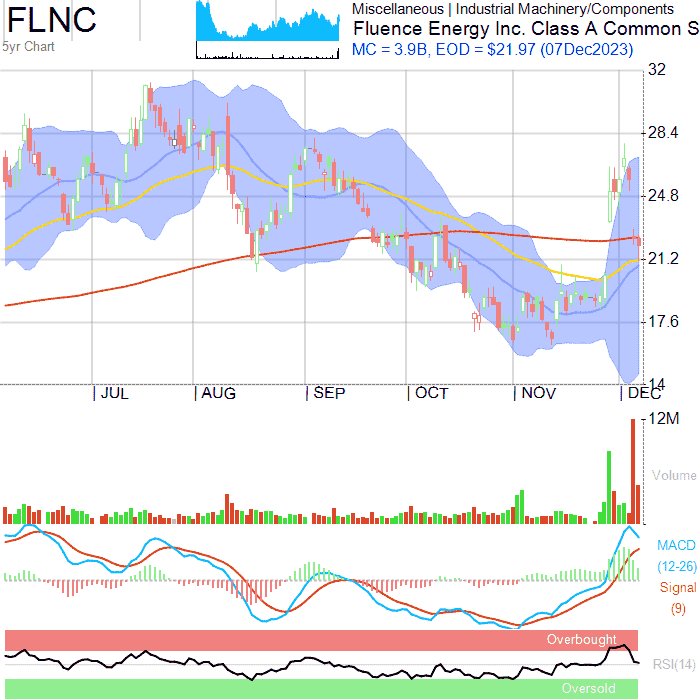 FLNC
5yr Chart
Miscellaneous | Industrial Machinery/Components
Fluence Energy Inc. Class A Common S
MC = 3.9B, EOD = $21.97 (07Dec2023)
32
28.4
24.8
21.2
17.6
14
JUL
AUG
SEP
OCT
NOV
DEC
12M
Volume
MACD
(12-26)
Signal
(9)
Overbought
RSI(14)
Oversold